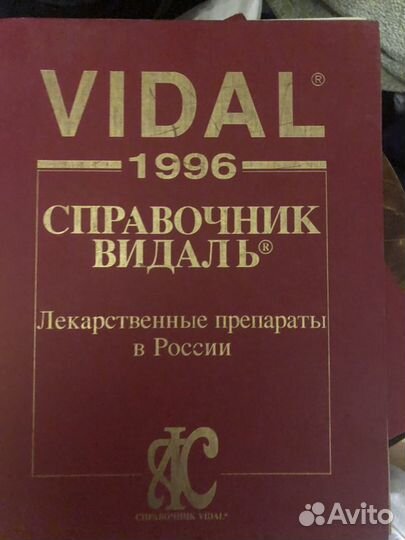 VIDAL®
1996
СПРАВОЧНИК
ВИДАЛЬ®
Лекарственные препараты
в России
АС
СПРАВОЧНИК VIDAL®
Avito